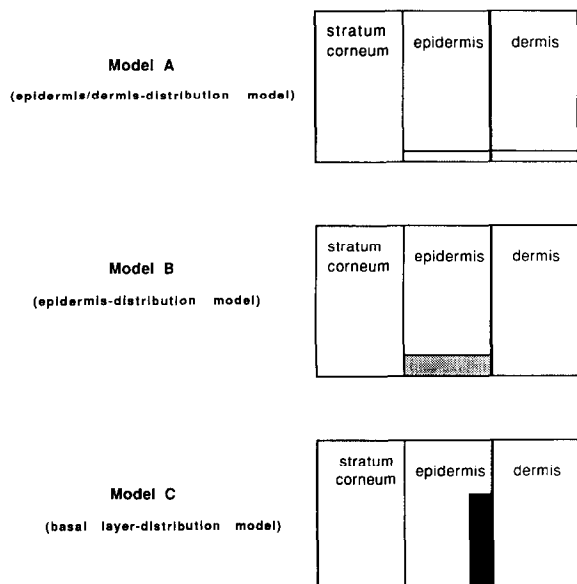 Model A
(epidermis/dermis-distribution model)
stratum
corneum
epidermis
dermis
Model B
(epidermis-distribution model)
stratum
corneum
epidermis
dermis
Model C
(basal layer-distribution model)
stratum
corneum
epidermis
dermis